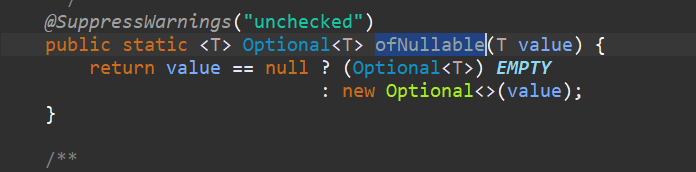 @SuppressWarnings("unchecked")
public static <T> Optional<T> ofNullable(T value) {
return value == null ? (Optional<T>) EMPTY
: new Optional<>(value);
}
/**